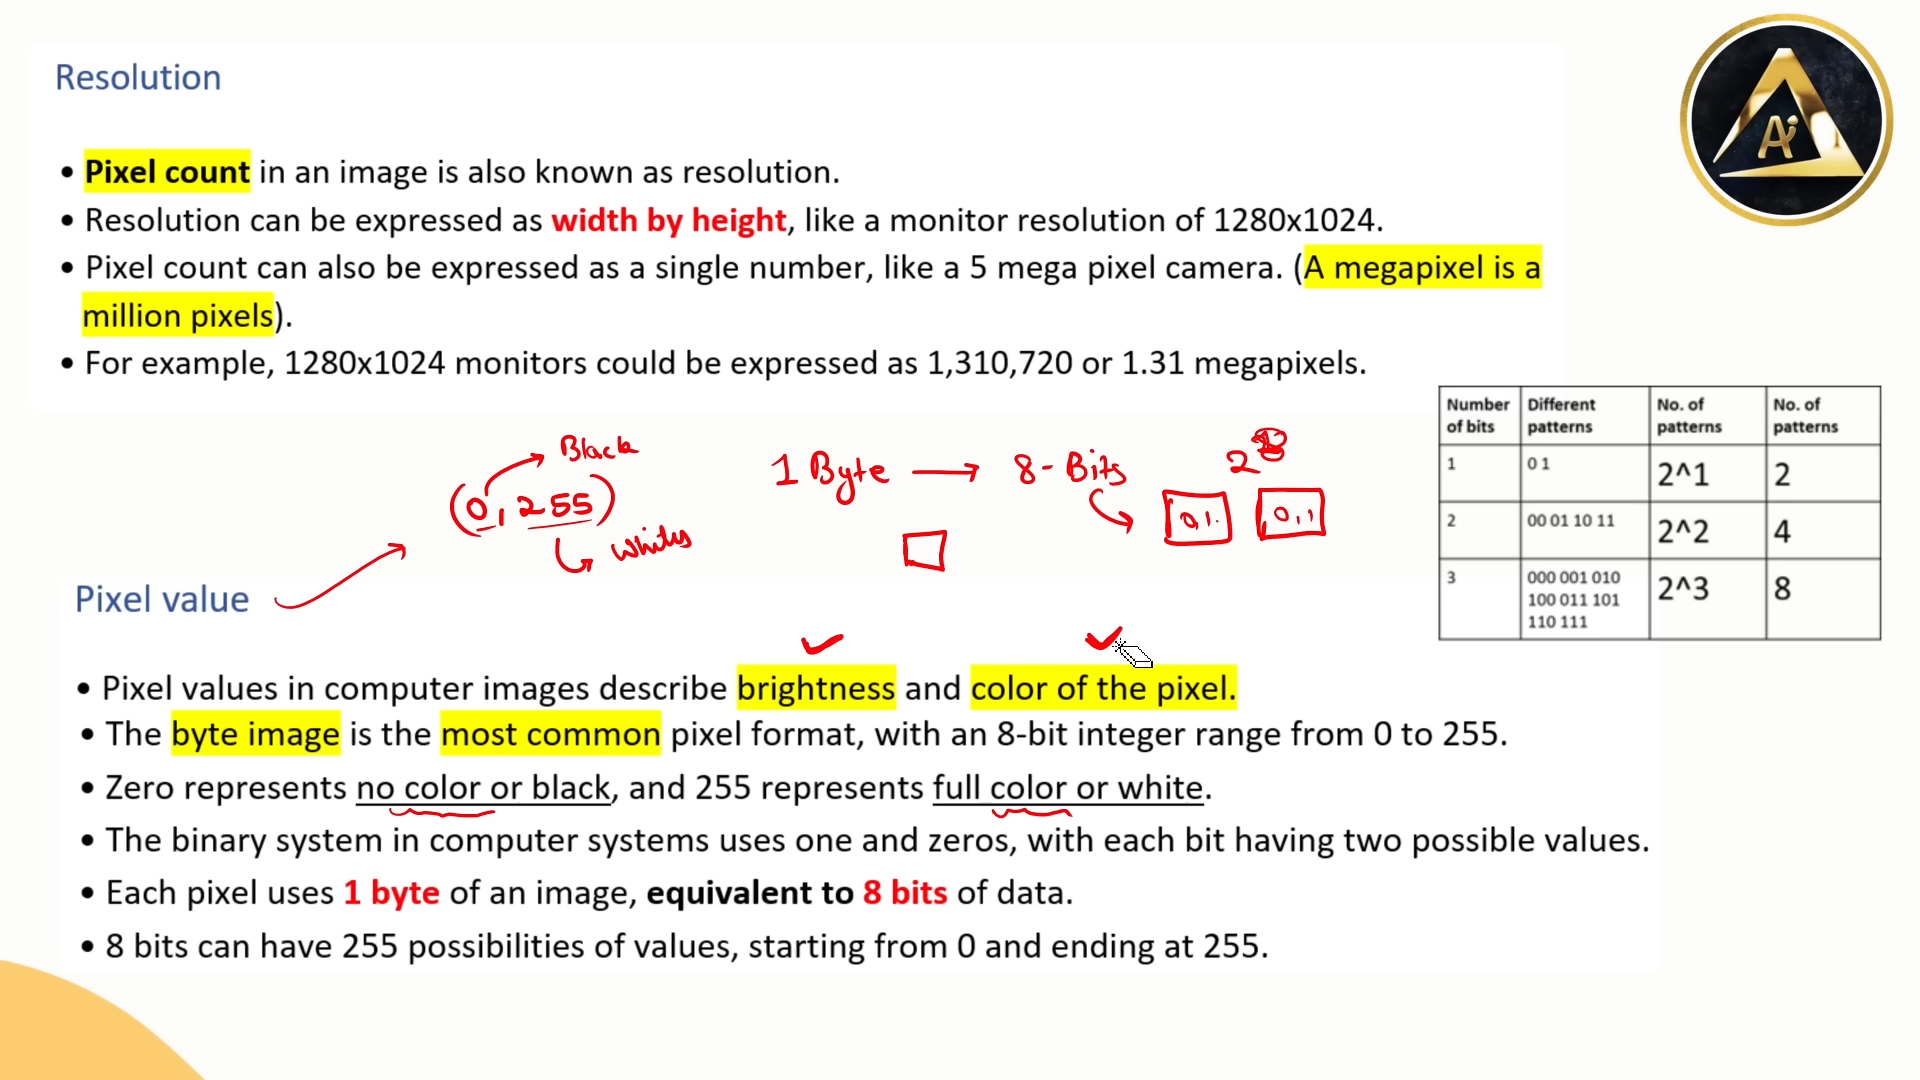 Resolution
Ai
• Pixel count in an image is also known as resolution.
• Resolution can be expressed as width by height, like a monitor resolution of 1280x1024.
• Pixel count can also be expressed as a single number, like a 5 mega pixel camera. (A megapixel is a
million pixels).
• For example, 1280x1024 monitors could be expressed as 1,310,720 or 1.31 megapixels.
Number of bits Different patterns No. of patterns No. of patterns
1 0 1 2^1 2
2 00 01 10 11 2^2 4
3 000 001 010 100 011 101 110 111 2^3 8
Black
(0, 255)
1 Byte → 8-Bits 2
0,1 0,1
Pixel value
• Pixel values in computer images describe brightness and color of the pixel.
• The byte image is the most common pixel format, with an 8-bit integer range from 0 to 255.
• Zero represents no color or black, and 255 represents full color or white.
• The binary system in computer systems uses one and zeros, with each bit having two possible values.
• Each pixel uses 1 byte of an image, equivalent to 8 bits of data.
• 8 bits can have 255 possibilities of values, starting from 0 and ending at 255.